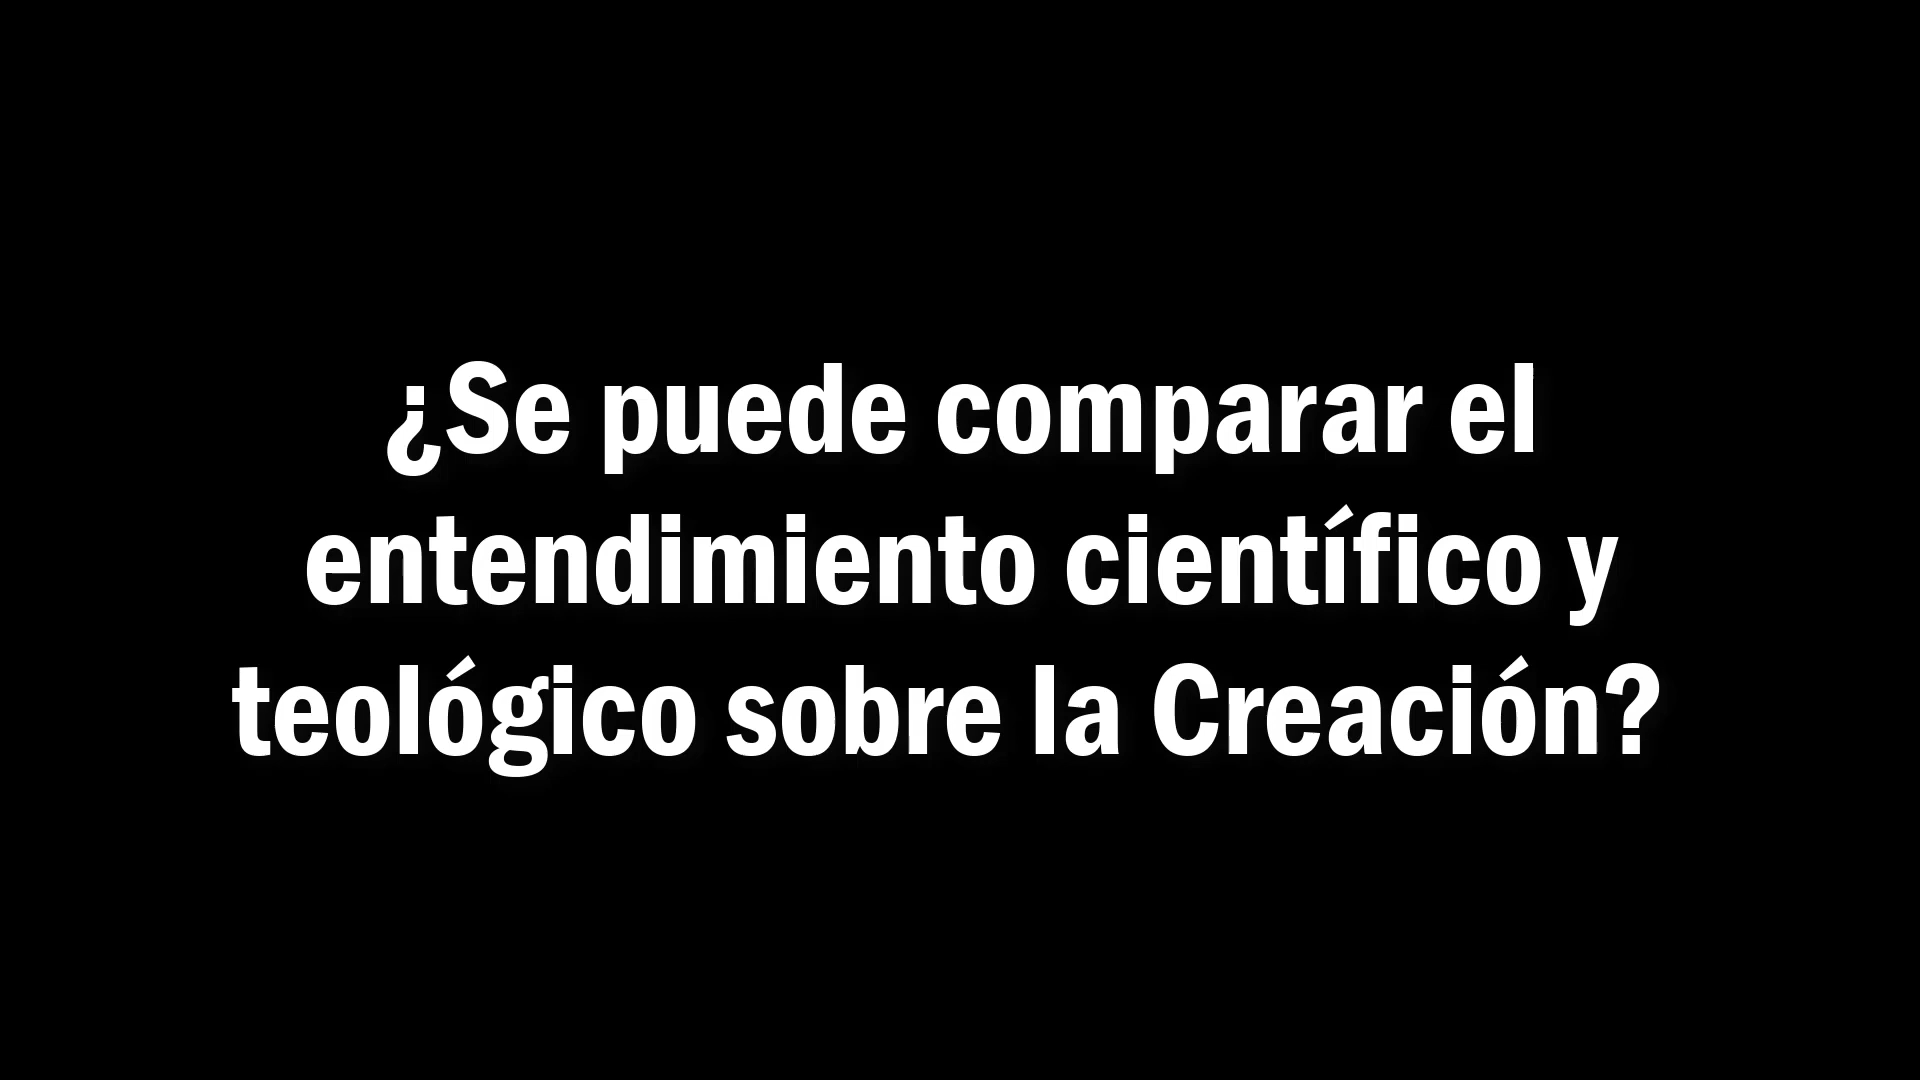 ¿Se puede comparar el
entendimiento científico y
teológico sobre la Creación?